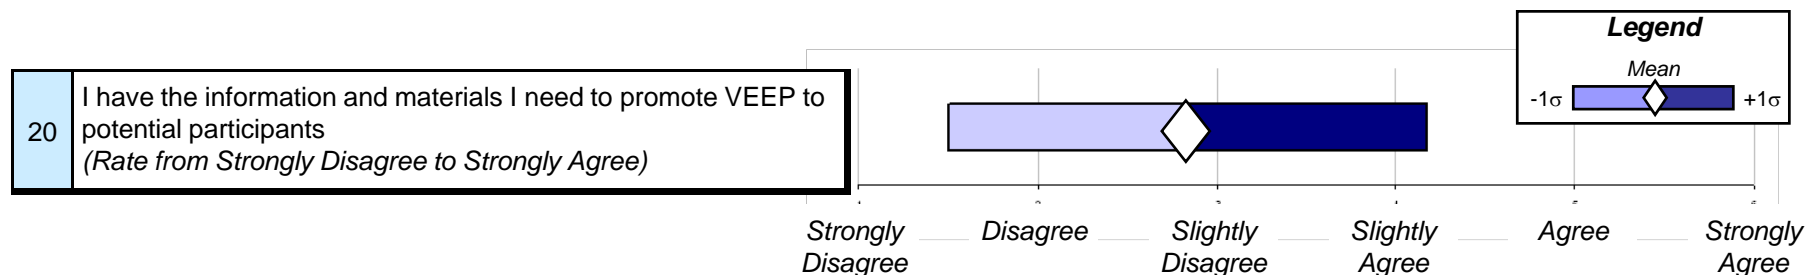 Legend
Mean
-1σ
+1σ
20
I have the information and materials I need to promote VEEP to
potential participants
(Rate from Strongly Disagree to Strongly Agree)
Strongly
Disagree
Disagree
Slightly
Disagree
Slightly
Agree
Agree
Strongly
Agree